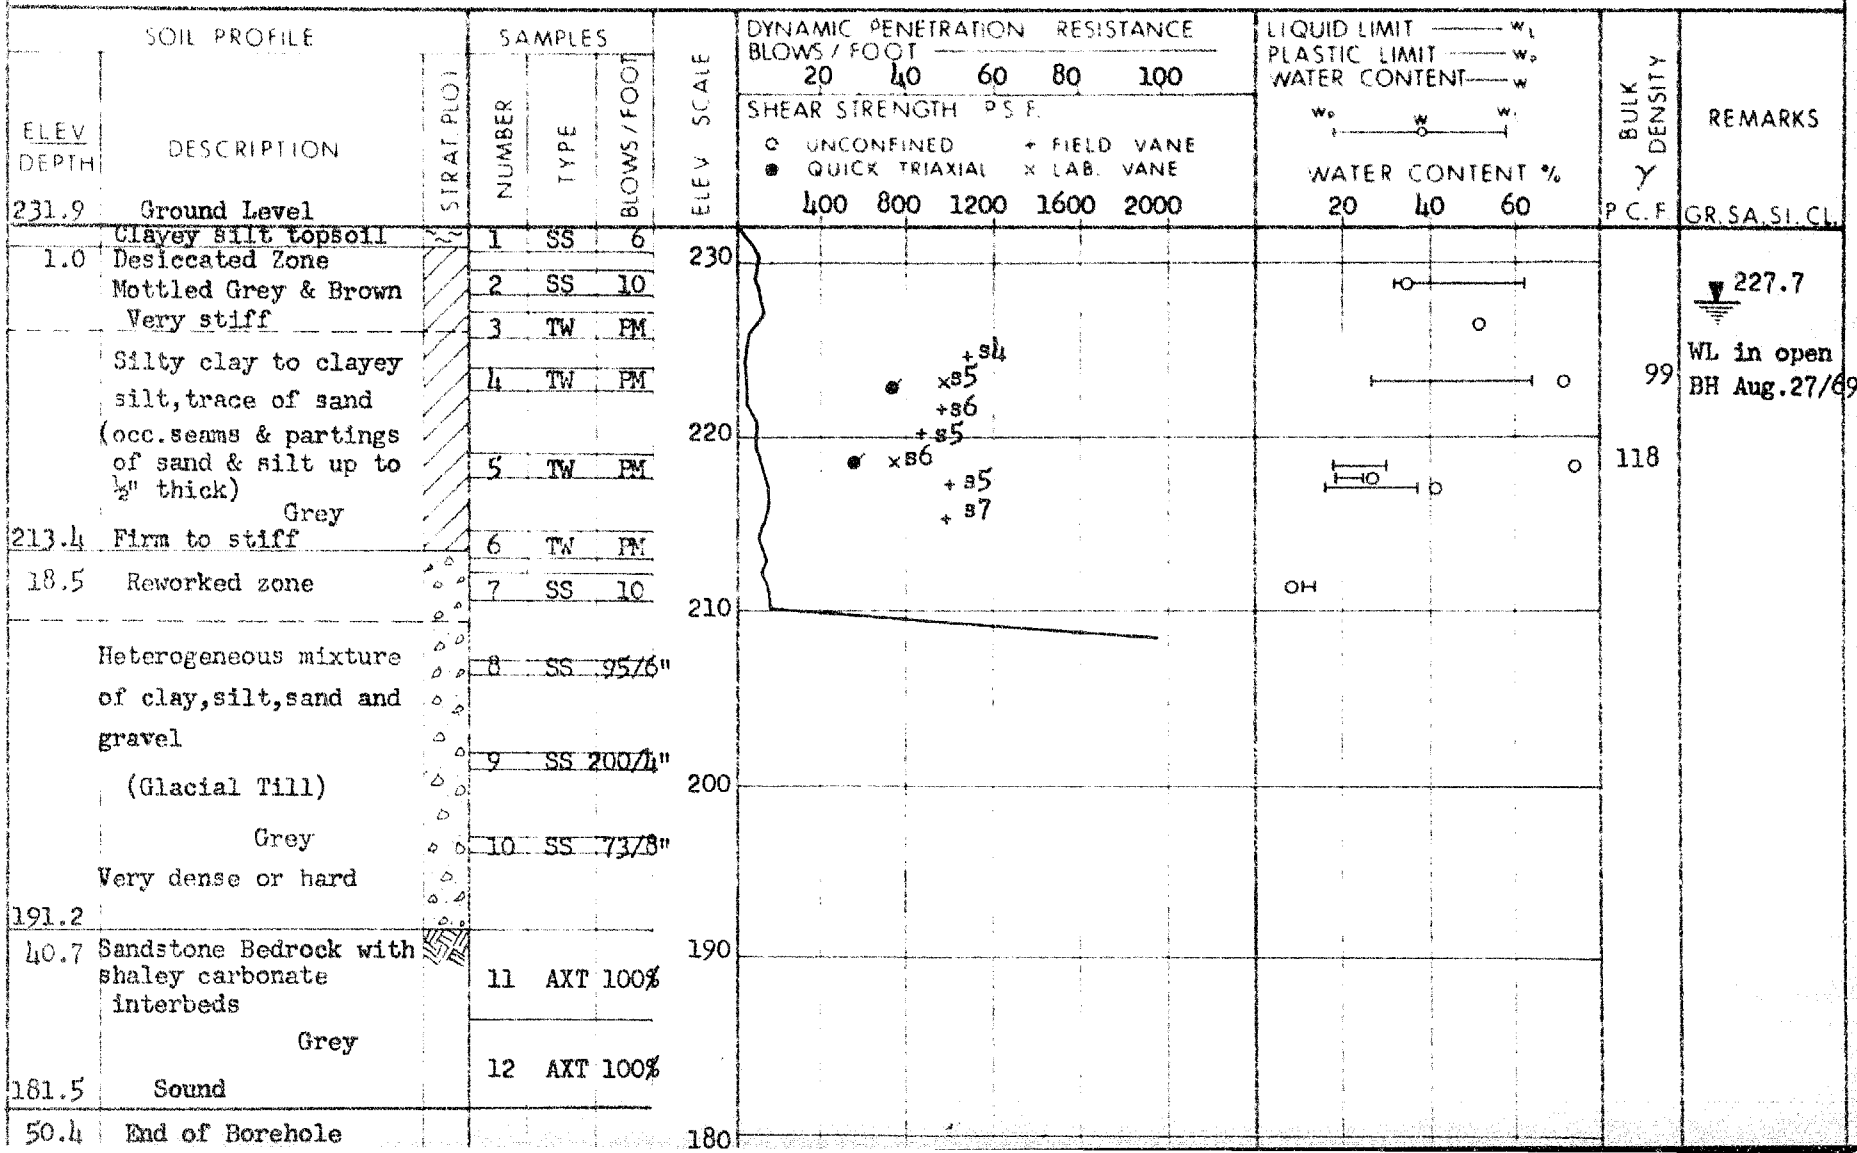 SOIL PROFILE
SAMPLES
ELEV
DEPTH
DESCRIPTION
STRAT. PLOT
NUMBER
TYPE
BLOWS / FOOT
ELEV SCALE
DYNAMIC PENETRATION RESISTANCE
BLOWS / FOOT
20 40 60 80 100
SHEAR STRENGTH P S F.
o UNCONFINED + FIELD VANE
● QUICK TRIAXIAL x LAB. VANE
400 800 1200 1600 2000
LIQUID LIMIT wL
PLASTIC LIMIT wp
WATER CONTENT w
wp w wL
WATER CONTENT %
20 40 60
BULK DENSITY
γ
P C. F.
REMARKS
GR.SA.SI.CL.
231.9 Ground Level
Clayey silt topsoil 1 SS 6
1.0 Desiccated Zone 230
Mottled Grey & Brown 2 SS 10 227.7
Very stiff 3 TW PM
s4
Silty clay to clayey WL in open
4 TW PM s5 99 BH Aug.27/69
silt,trace of sand s6
(occ.seams & partings 220 s5
of sand & silt up to 5 TW PM s6 118
½" thick) s5
Grey s7
213.4 Firm to stiff 6 TW PM
18.5 Reworked zone 7 SS 10
210
Heterogeneous mixture 8 SS 95/6"
of clay,silt,sand and
gravel
9 SS 200/4"
(Glacial Till) 200
Grey 10 SS 73/8"
Very dense or hard
191.2
40.7 Sandstone Bedrock with 190
shaley carbonate 11 AXT 100%
interbeds
Grey
12 AXT 100%
181.5 Sound
50.4 End of Borehole 180